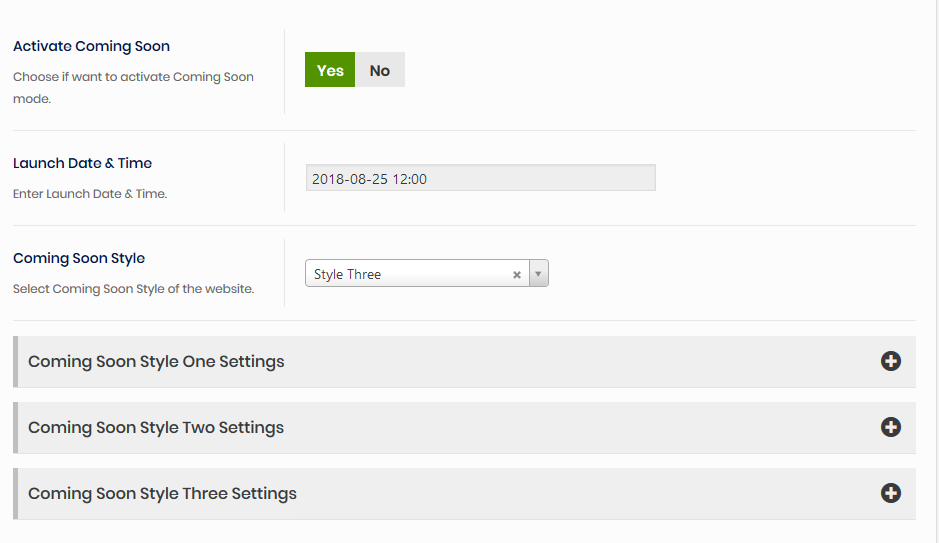 Activate Coming Soon
Choose if want to activate Coming Soon
mode.
Yes No
Launch Date & Time
Enter Launch Date & Time.
2018-08-25 12:00
Coming Soon Style
Select Coming Soon Style of the website.
Style Three
Coming Soon Style One Settings
Coming Soon Style Two Settings
Coming Soon Style Three Settings